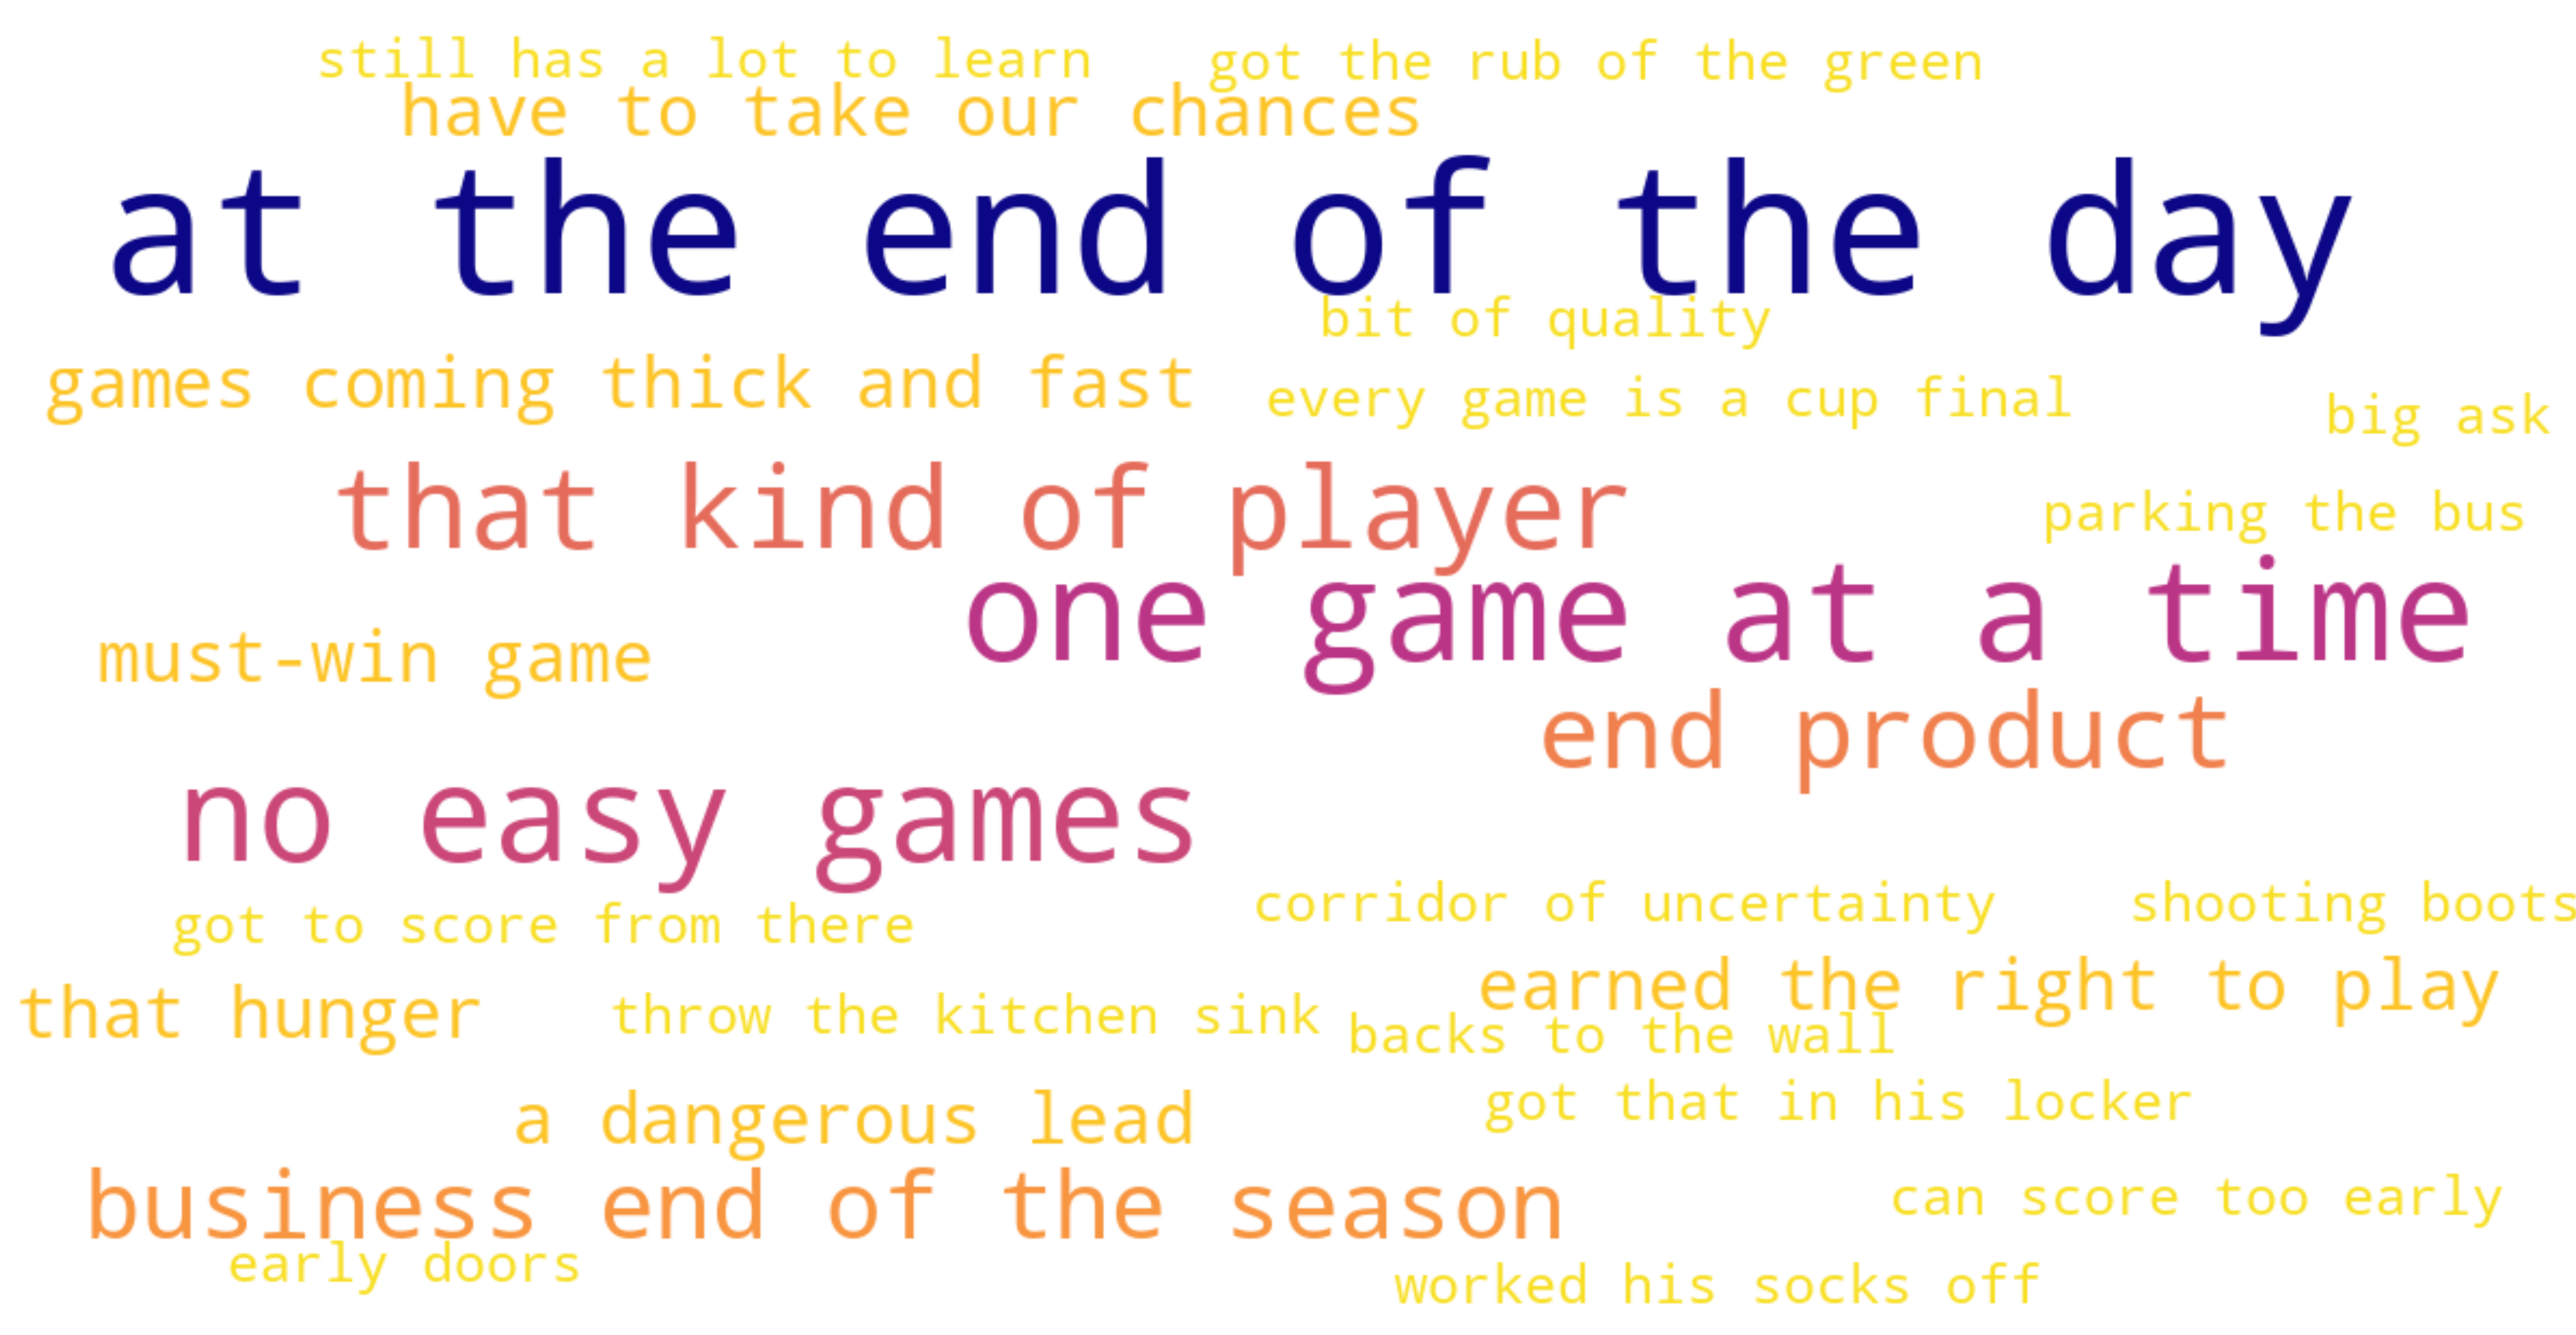 still has a lot to learn
got the rub of the green
have to take our chances
at the end of the day
bit of quality
games coming thick and fast
every game is a cup final
big ask
that kind of player
parking the bus
one game at a time
must-win game
end product
no easy games
got to score from there
corridor of uncertainty
shooting boots
earned the right to play
that hunger
throw the kitchen sink
backs to the wall
a dangerous lead
got that in his locker
business end of the season
can score too early
early doors
worked his socks off